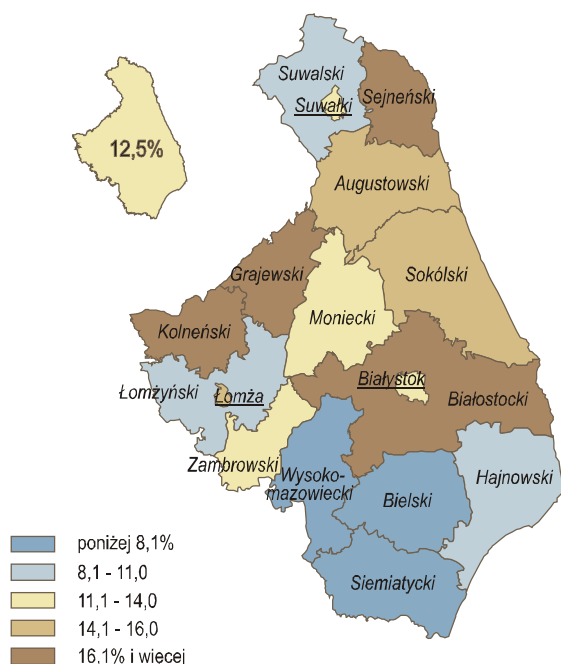 Suwalski
Suwałki
Sejneński
12,5%
Augustowski
Grajewski
Sokólski
Moniecki
Kolneński
Białystok
Łomżyński
Łomża
Białostocki
Zambrowski
Wysoko-
mazowiecki
Hajnowski
Bielski
Siemiatycki
poniżej 8,1%
8,1 - 11,0
11,1 - 14,0
14,1 - 16,0
16,1% i więcej